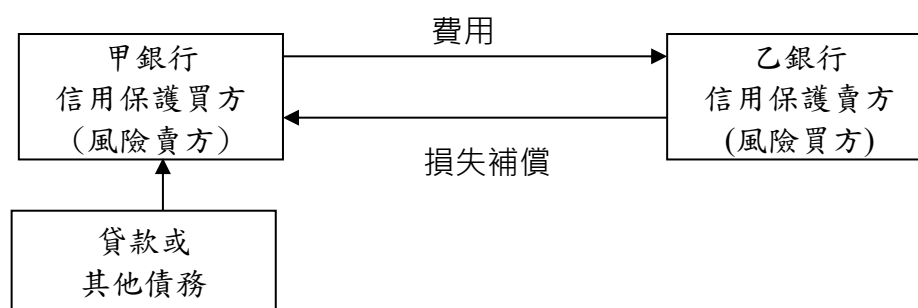 費用
甲銀行
信用保護買方
（風險賣方）
乙銀行
信用保護賣方
(風險買方)
損失補償
貸款或
其他債務